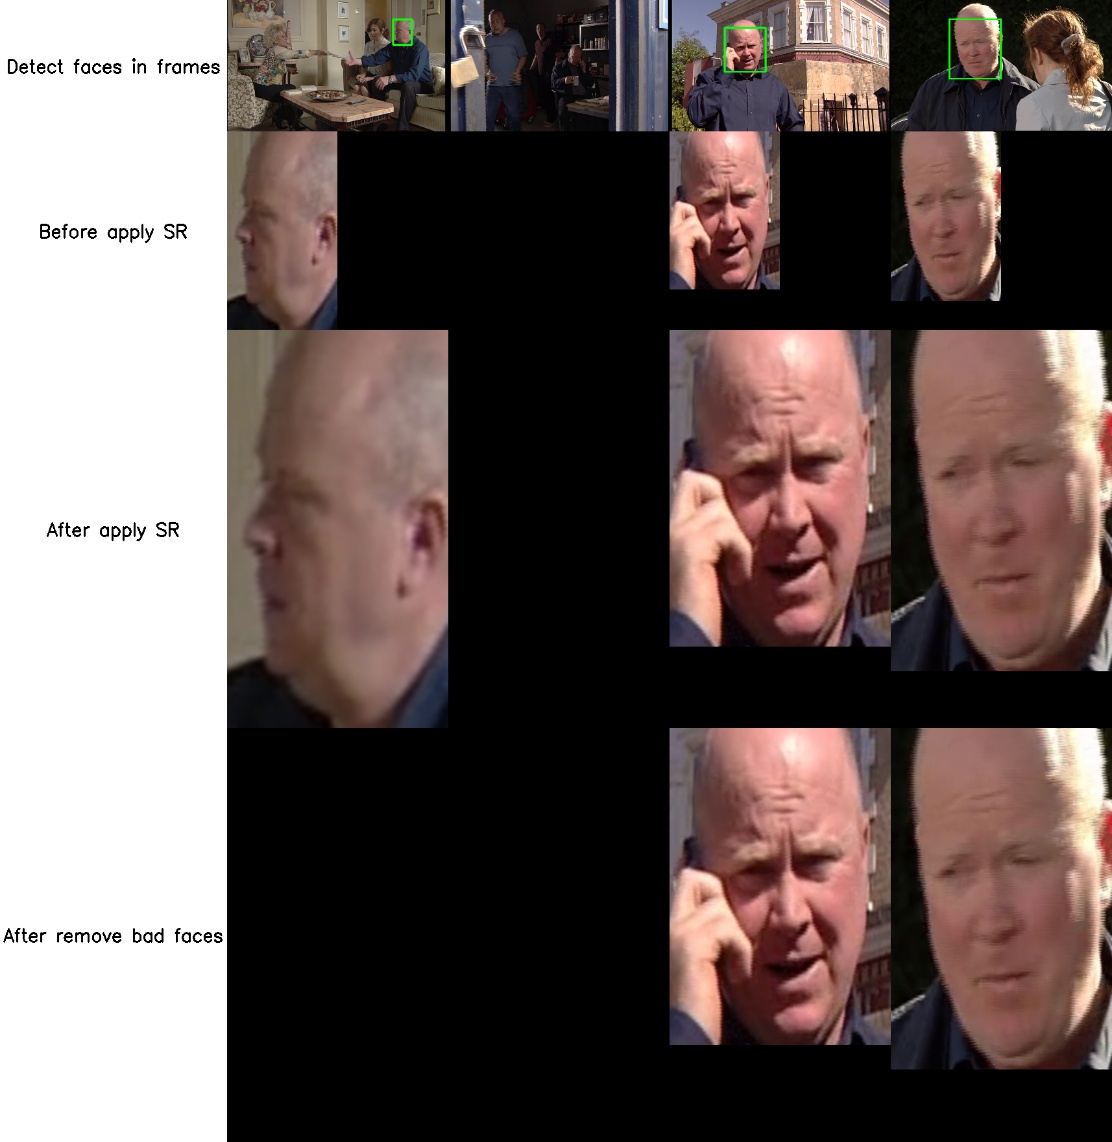 Detect faces in frames
Before apply SR
After apply SR
After remove bad faces